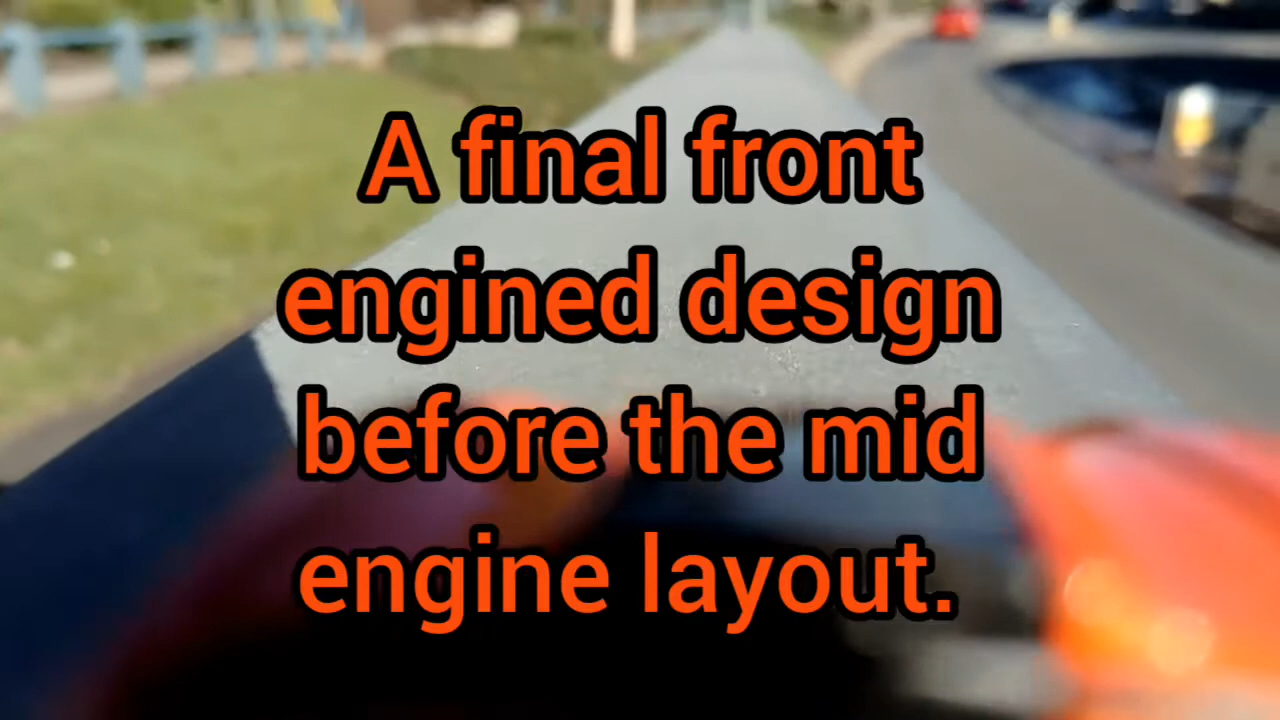 A final front
engined design
before the mid
engine layout.